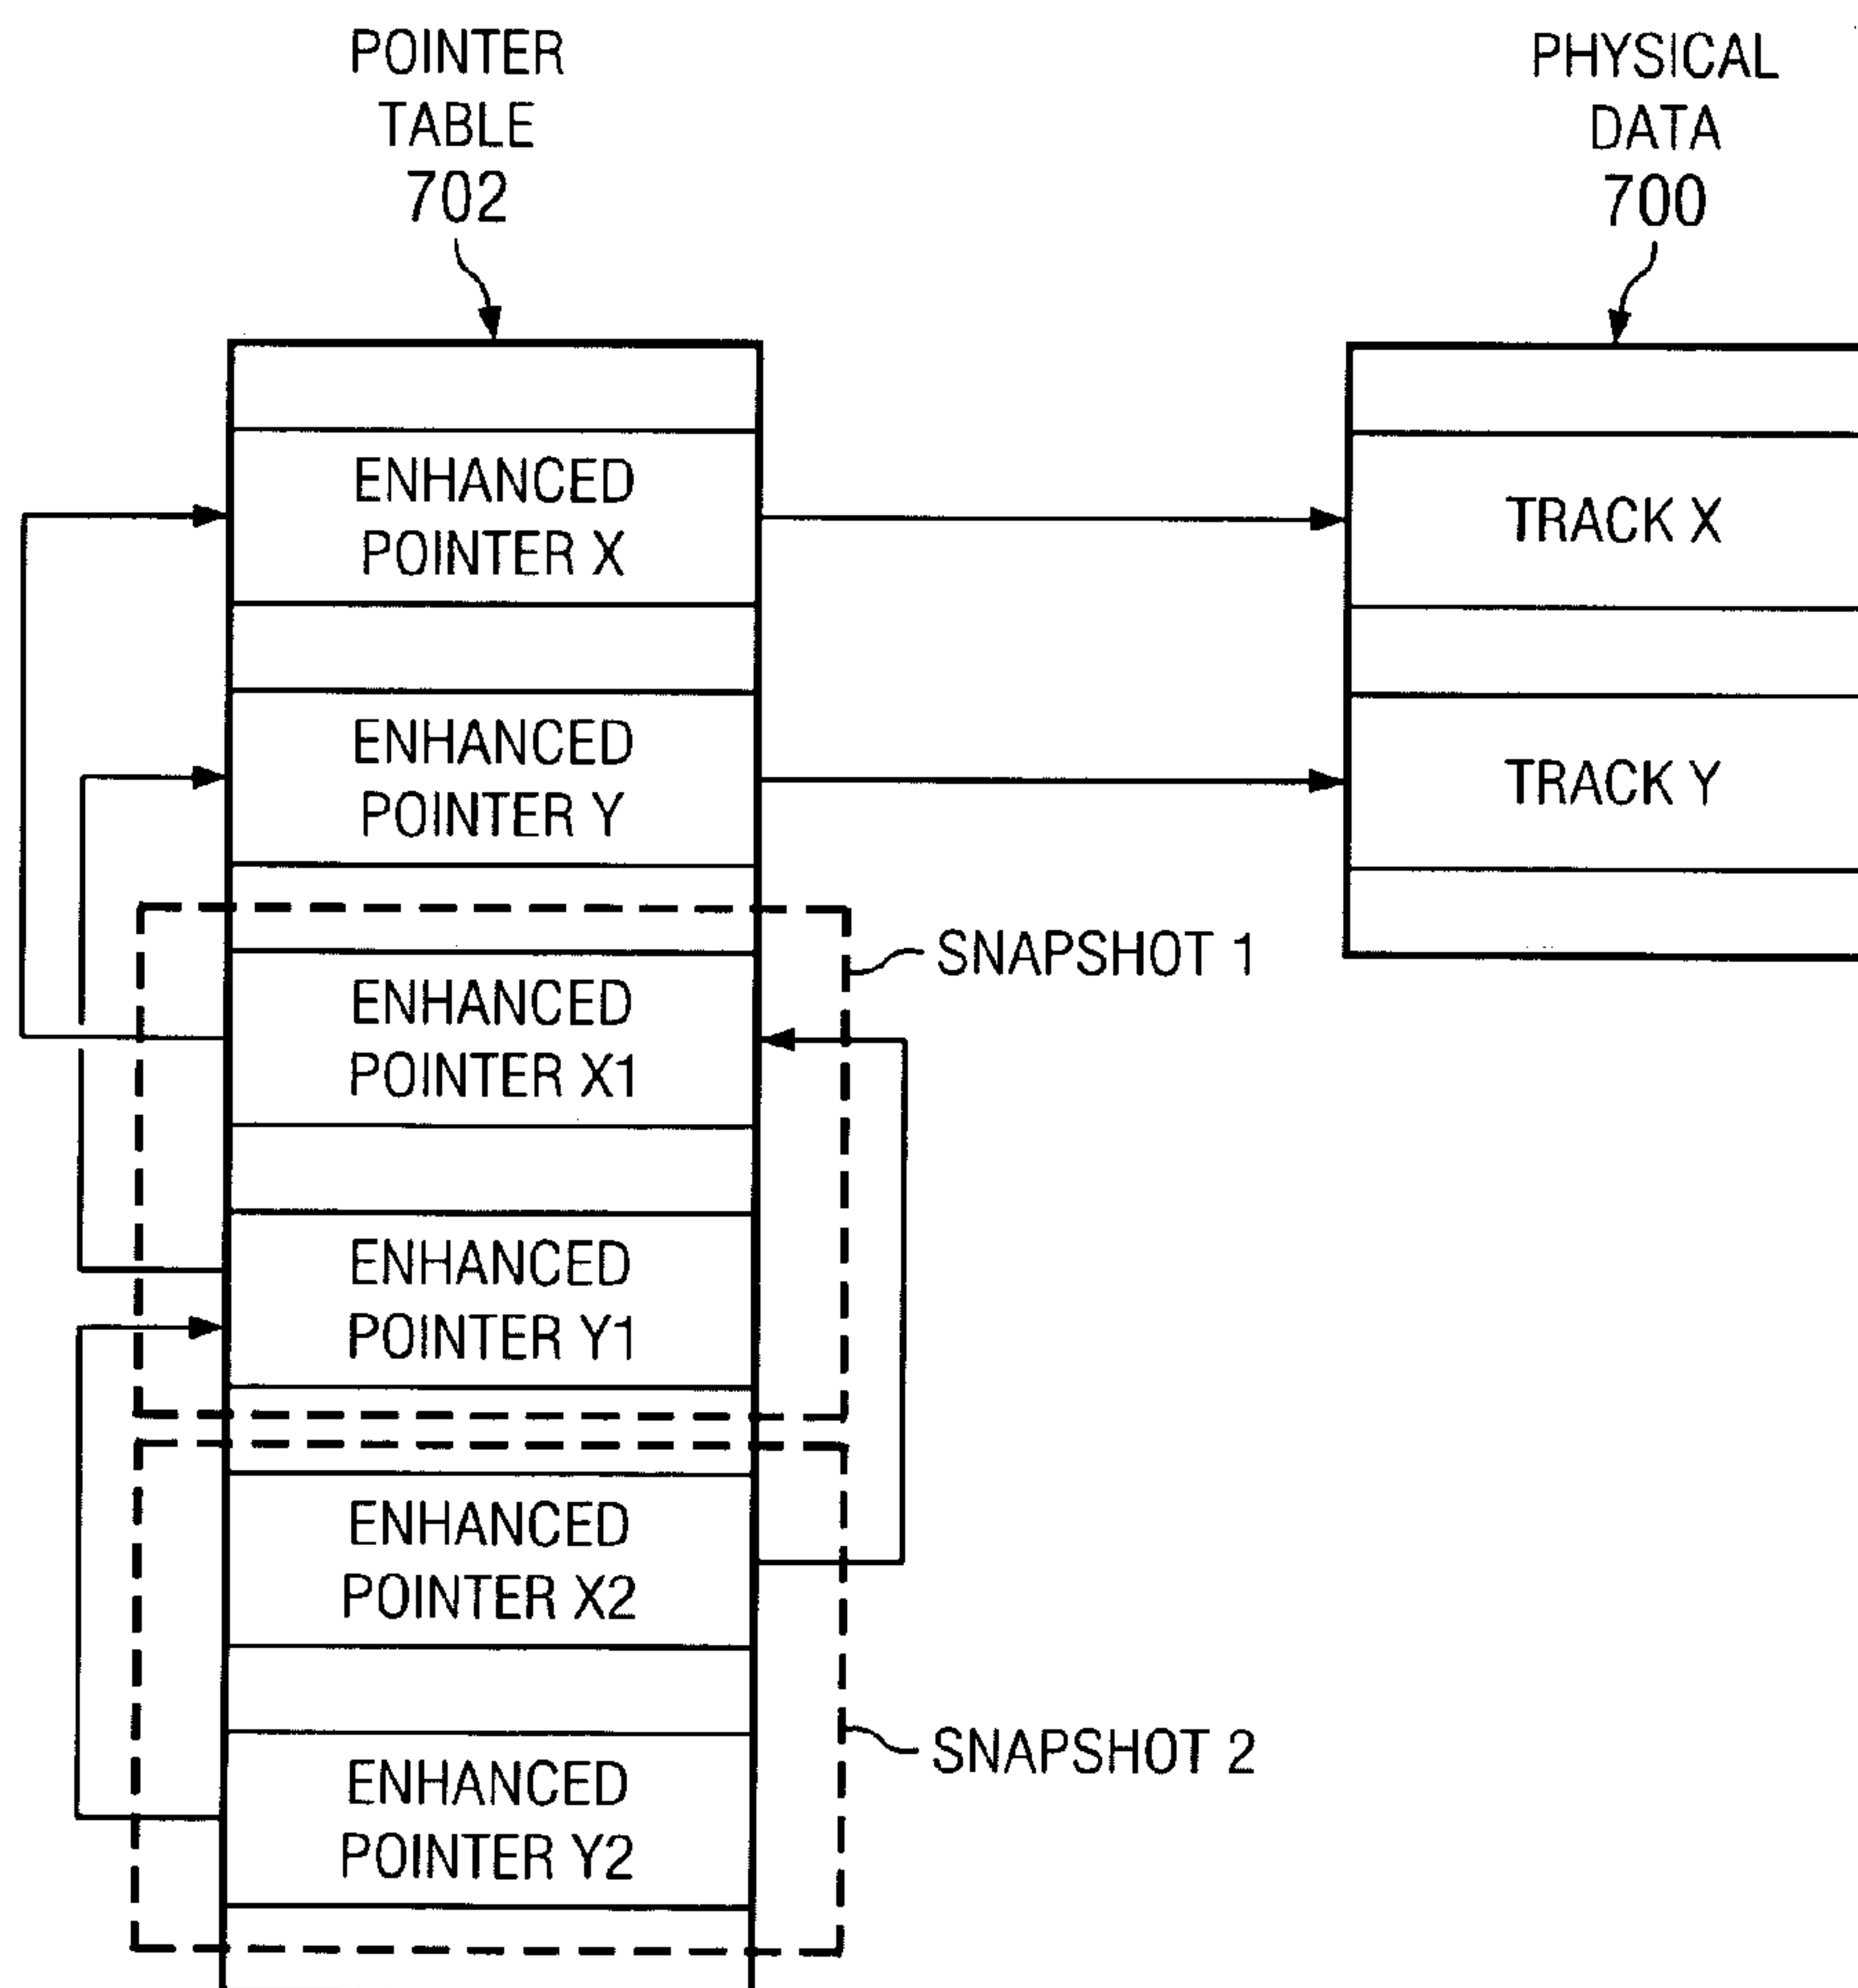 POINTER
TABLE
702
PHYSICAL
DATA
700
ENHANCED
POINTER X
TRACK X
ENHANCED
POINTER Y
TRACK Y
SNAPSHOT 1
ENHANCED
POINTER X1
ENHANCED
POINTER Y1
ENHANCED
POINTER X2
SNAPSHOT 2
ENHANCED
POINTER Y2